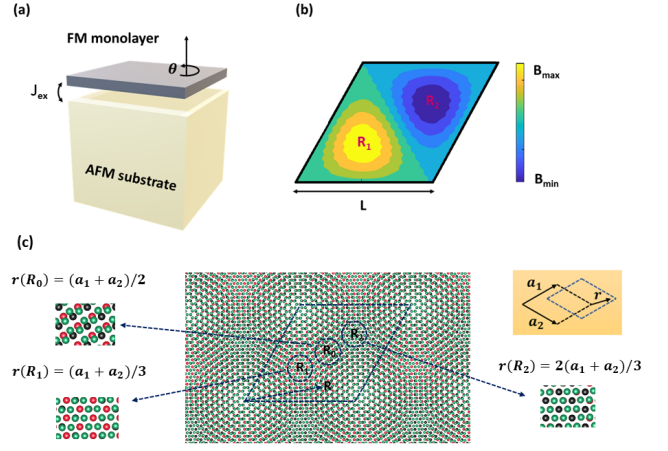 (a)
FM monolayer
θ
J_ex
AFM substrate
(b)
R_1
R_2
L
B_max
B_min
(c)
r(R_0) = (a_1 + a_2)/2
r(R_1) = (a_1 + a_2)/3
R_2
R_0
R_1
R
a_1
a_2
r
r(R_2) = 2(a_1 + a_2)/3